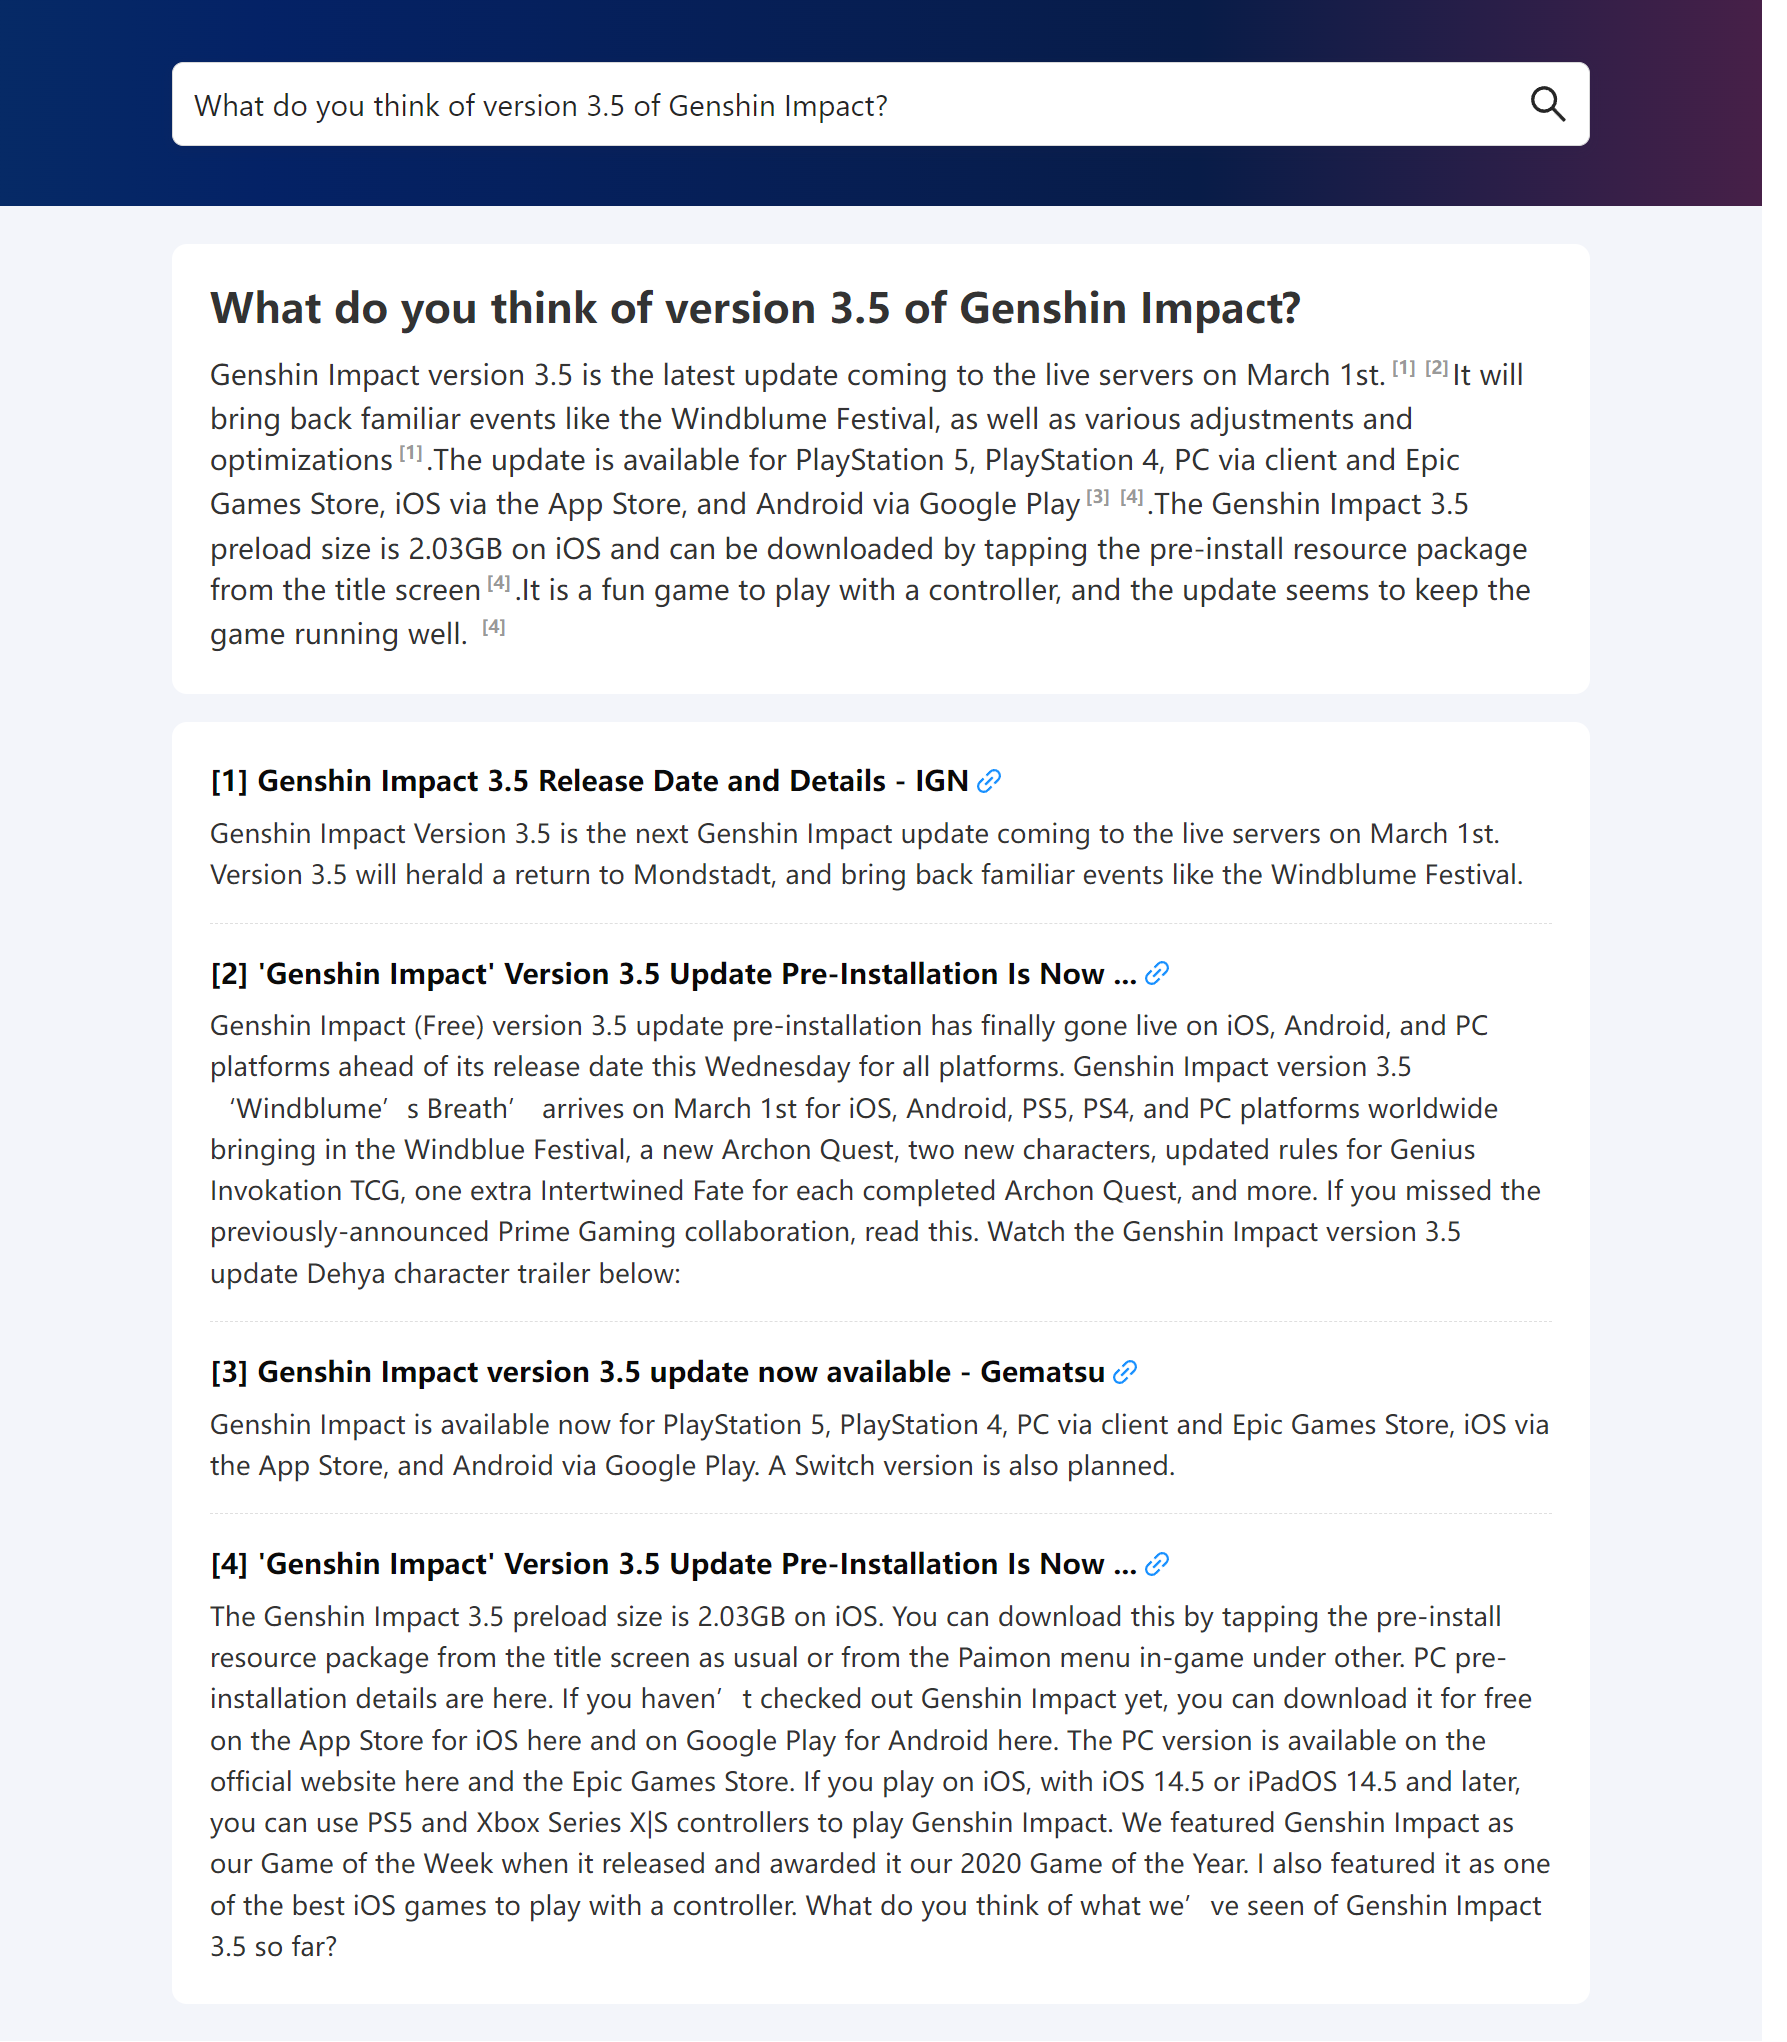 What do you think of version 3.5 of Genshin Impact?
What do you think of version 3.5 of Genshin Impact?
Genshin Impact version 3.5 is the latest update coming to the live servers on March 1st. [1] [2] It will
bring back familiar events like the Windblume Festival, as well as various adjustments and
optimizations [1] .The update is available for PlayStation 5, PlayStation 4, PC via client and Epic
Games Store, iOS via the App Store, and Android via Google Play [3] [4] .The Genshin Impact 3.5
preload size is 2.03GB on iOS and can be downloaded by tapping the pre-install resource package
from the title screen [4] .It is a fun game to play with a controller, and the update seems to keep the
game running well. [4]
[1] Genshin Impact 3.5 Release Date and Details - IGN
Genshin Impact Version 3.5 is the next Genshin Impact update coming to the live servers on March 1st.
Version 3.5 will herald a return to Mondstadt, and bring back familiar events like the Windblume Festival.
[2] 'Genshin Impact' Version 3.5 Update Pre-Installation Is Now ...
Genshin Impact (Free) version 3.5 update pre-installation has finally gone live on iOS, Android, and PC
platforms ahead of its release date this Wednesday for all platforms. Genshin Impact version 3.5
‘Windblume’s Breath’ arrives on March 1st for iOS, Android, PS5, PS4, and PC platforms worldwide
bringing in the Windblue Festival, a new Archon Quest, two new characters, updated rules for Genius
Invokation TCG, one extra Intertwined Fate for each completed Archon Quest, and more. If you missed the
previously-announced Prime Gaming collaboration, read this. Watch the Genshin Impact version 3.5
update Dehya character trailer below:
[3] Genshin Impact version 3.5 update now available - Gematsu
Genshin Impact is available now for PlayStation 5, PlayStation 4, PC via client and Epic Games Store, iOS via
the App Store, and Android via Google Play. A Switch version is also planned.
[4] 'Genshin Impact' Version 3.5 Update Pre-Installation Is Now ...
The Genshin Impact 3.5 preload size is 2.03GB on iOS. You can download this by tapping the pre-install
resource package from the title screen as usual or from the Paimon menu in-game under other. PC pre-
installation details are here. If you haven’t checked out Genshin Impact yet, you can download it for free
on the App Store for iOS here and on Google Play for Android here. The PC version is available on the
official website here and the Epic Games Store. If you play on iOS, with iOS 14.5 or iPadOS 14.5 and later,
you can use PS5 and Xbox Series X|S controllers to play Genshin Impact. We featured Genshin Impact as
our Game of the Week when it released and awarded it our 2020 Game of the Year. I also featured it as one
of the best iOS games to play with a controller. What do you think of what we’ve seen of Genshin Impact
3.5 so far?